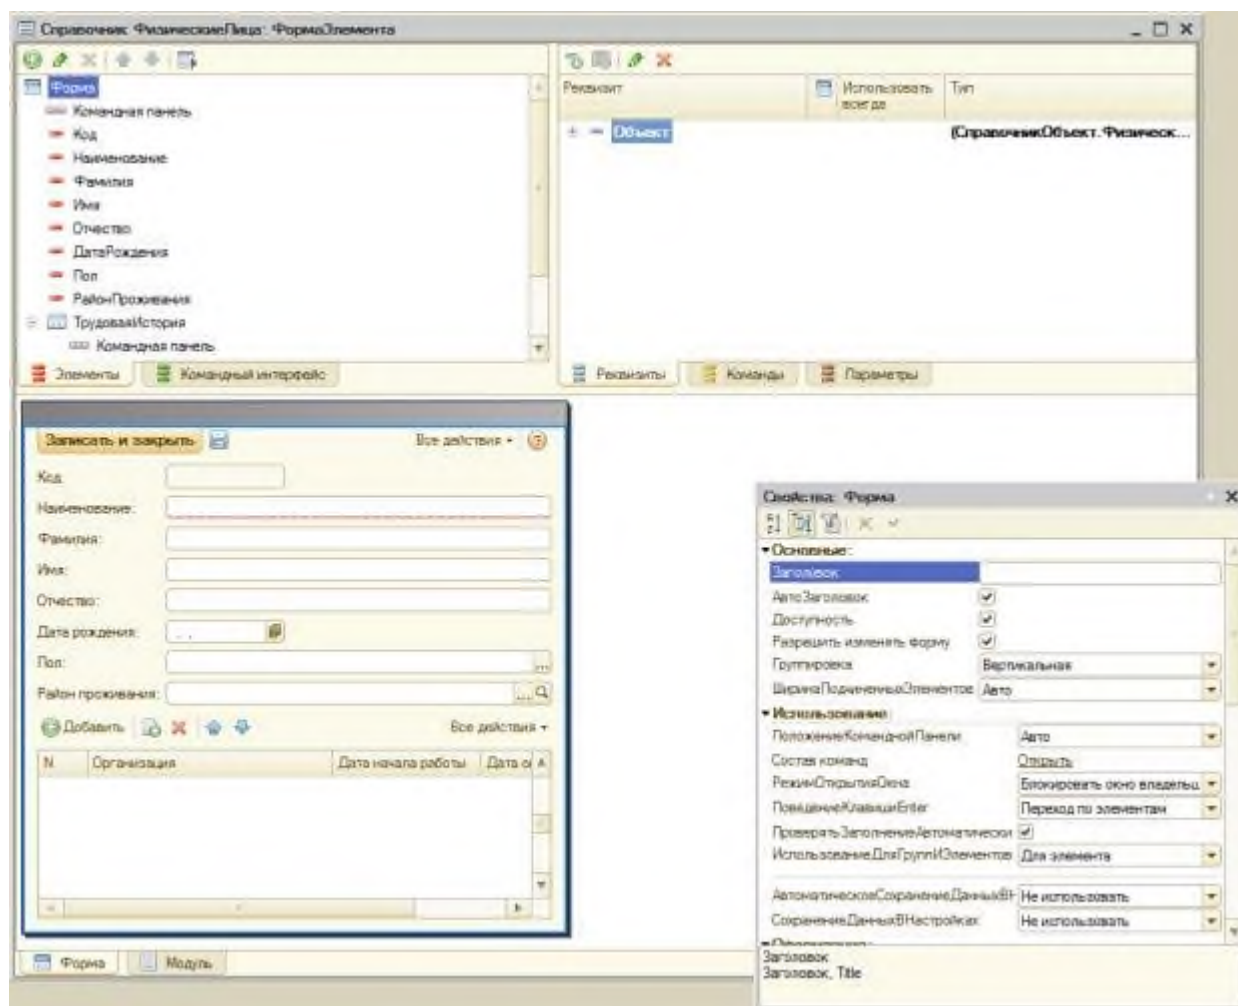 Справочник ФизическиеЛица: ФормаЭлемента
Форма
Командная панель
Код
Наименование
Фамилия
Имя
Отчество
ДатаРождения
Пол
РайонПроживания
ТрудоваяИстория
Командная панель
Элементы Командный интерфейс
Реквизит Использовать всегда Тип
Объект (СправочникОбъект.Физическ...
Реквизиты Команды Параметры
Записать и закрыть Все действия
Код:
Наименование:
Фамилия:
Имя:
Отчество:
Дата рождения: . .
Пол: ...
Район проживания: ...
Добавить Все действия
N Организация Дата начала работы Дата о
Форма Модуль
Свойства: Форма
Основные:
Заголовок
АвтоЗаголовок
Доступность
Разрешить изменять форму
Группировка Вертикальная
ШиринаПодчиненныхЭлементов Авто
Использование:
ПоложениеКоманднойПанели Авто
Состав команд Открыть
РежимОткрытияОкна Блокировать окно владельц
ПоведениеКлавишиEnter Переход по элементам
ПроверятьЗаполнениеАвтоматически
ИспользованиеДляГруппИЭлементов Для элемента
АвтоматическоеСохранениеДанныхВН Не использовать
СохранениеДанныхВНастройках Не использовать
Заголовок
Заголовок, Title